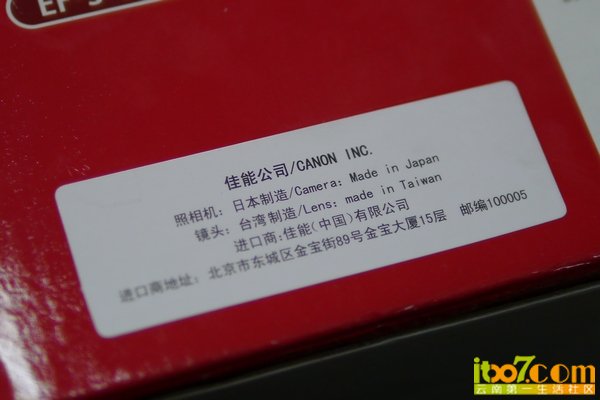 EF-S
佳能公司/CANON INC.
照相机: 日本制造/Camera: Made in Japan
镜头: 台湾制造/Lens: made in Taiwan
进口商:佳能(中国)有限公司
进口商地址: 北京市东城区金宝街89号金宝大厦15层 邮编100005
itbo7.com
云南第一生活社区